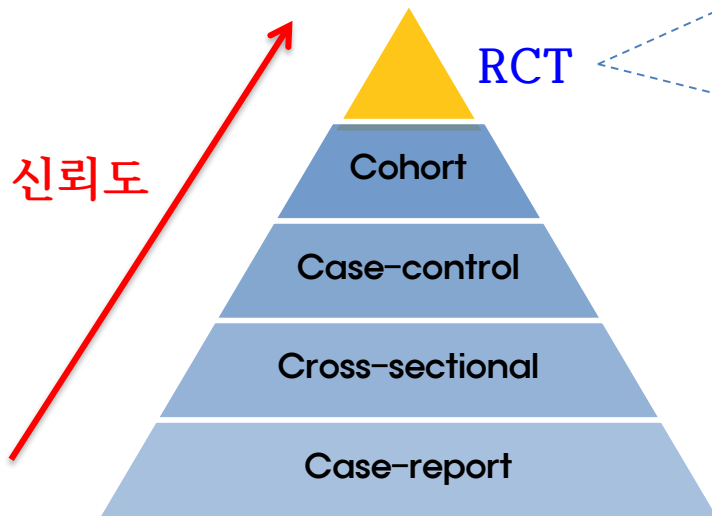 RCT
신뢰도
Cohort
Case-control
Cross-sectional
Case-report